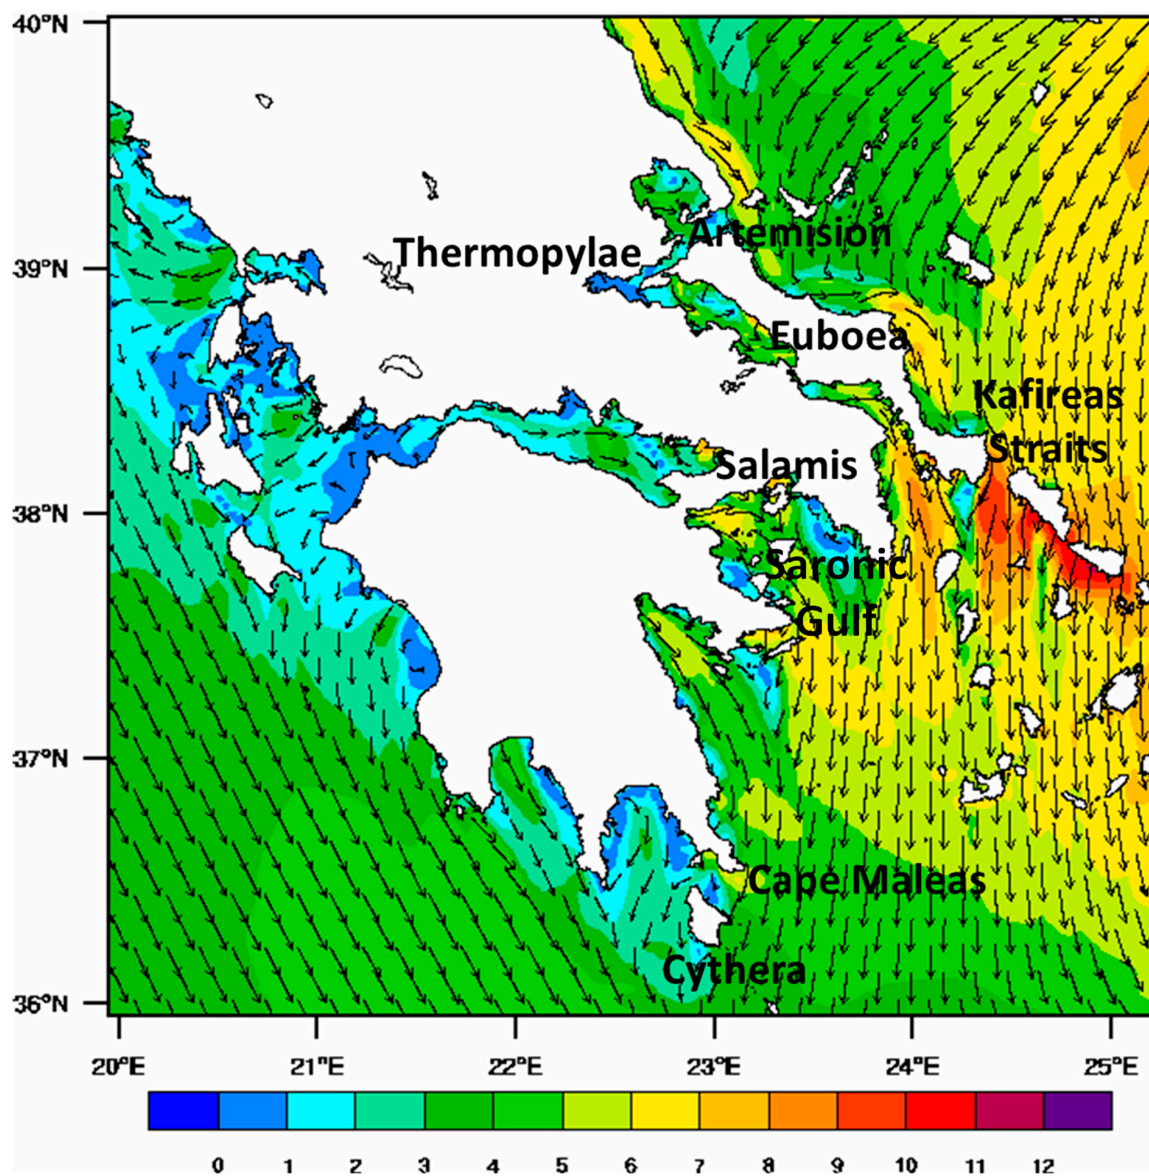 40°N
Artemision
Thermopylae
39°N
Euboea
Kafireas
Straits
Salamis
38°N
Saronic
Gulf
37°N
Cape Maleas
Cythera
36°N
20°E 21°E 22°E 23°E 24°E 25°E
0 1 2 3 4 5 6 7 8 9 10 11 12